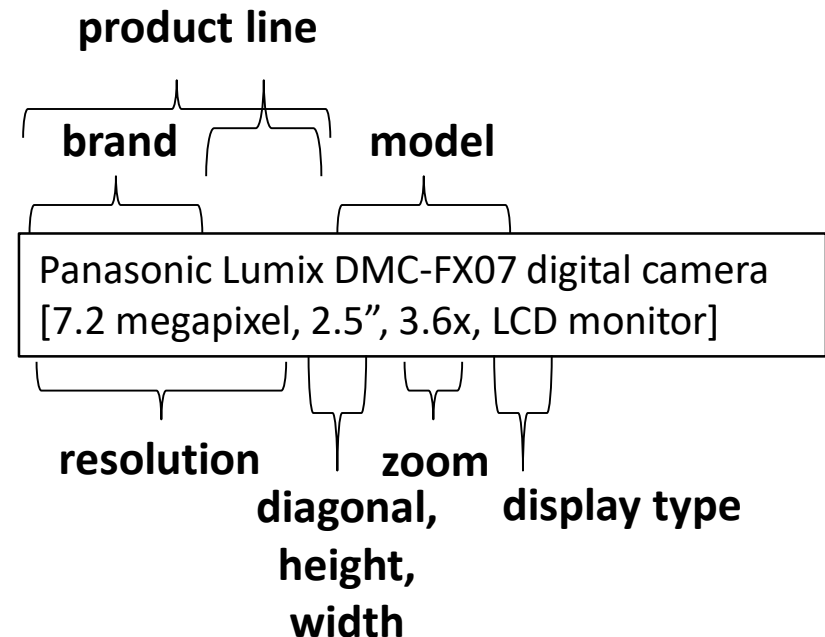 product line
brand
model
Panasonic Lumix DMC-FX07 digital camera
[7.2 megapixel, 2.5”, 3.6x, LCD monitor]
resolution
zoom
diagonal,
height,
width
display type